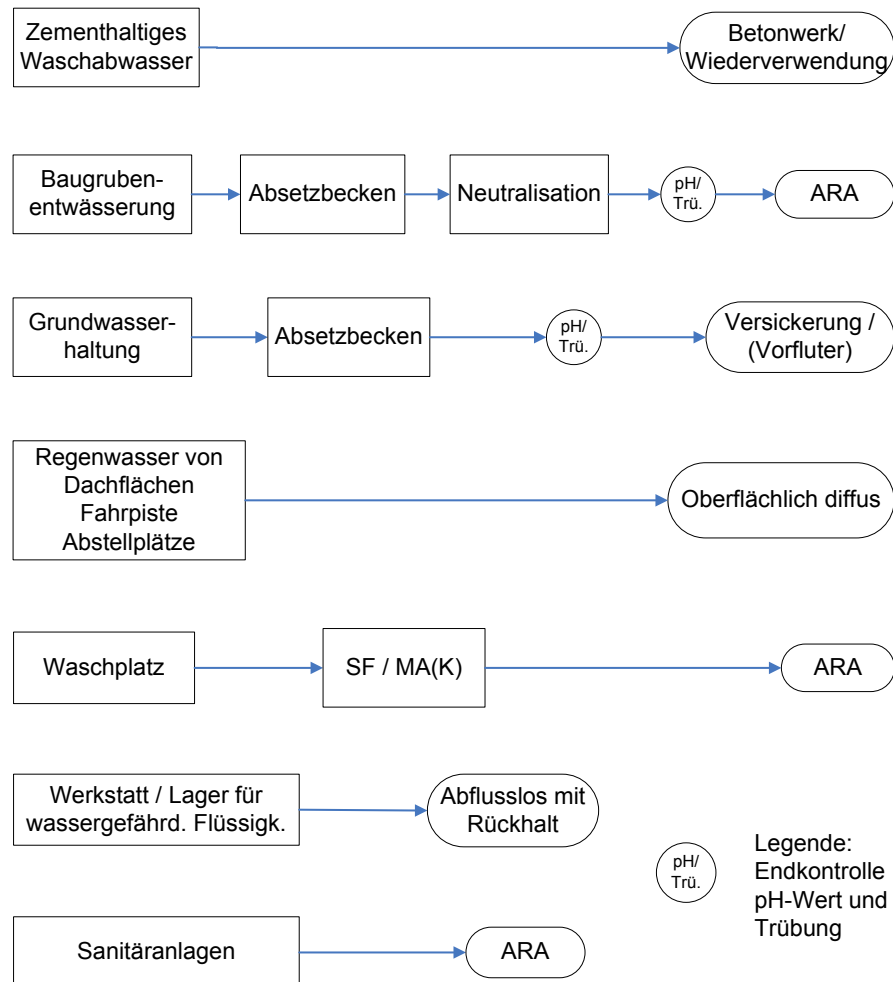 Zementhaltiges
Waschabwasser
Betonwerk/
Wiederverwendung
Baugruben-
entwässerung
Absetzbecken
Neutralisation
pH/
Trü.
ARA
Grundwasser-
haltung
Absetzbecken
pH/
Trü.
Versickerung /
(Vorfluter)
Regenwasser von
Dachflächen
Fahrpiste
Abstellplätze
Oberflächlich diffus
Waschplatz
SF / MA(K)
ARA
Werkstatt / Lager für
wassergefährd. Flüssigk.
Abflusslos mit
Rückhalt
pH/
Trü.
Legende:
Endkontrolle
pH-Wert und
Trübung
Sanitäranlagen
ARA